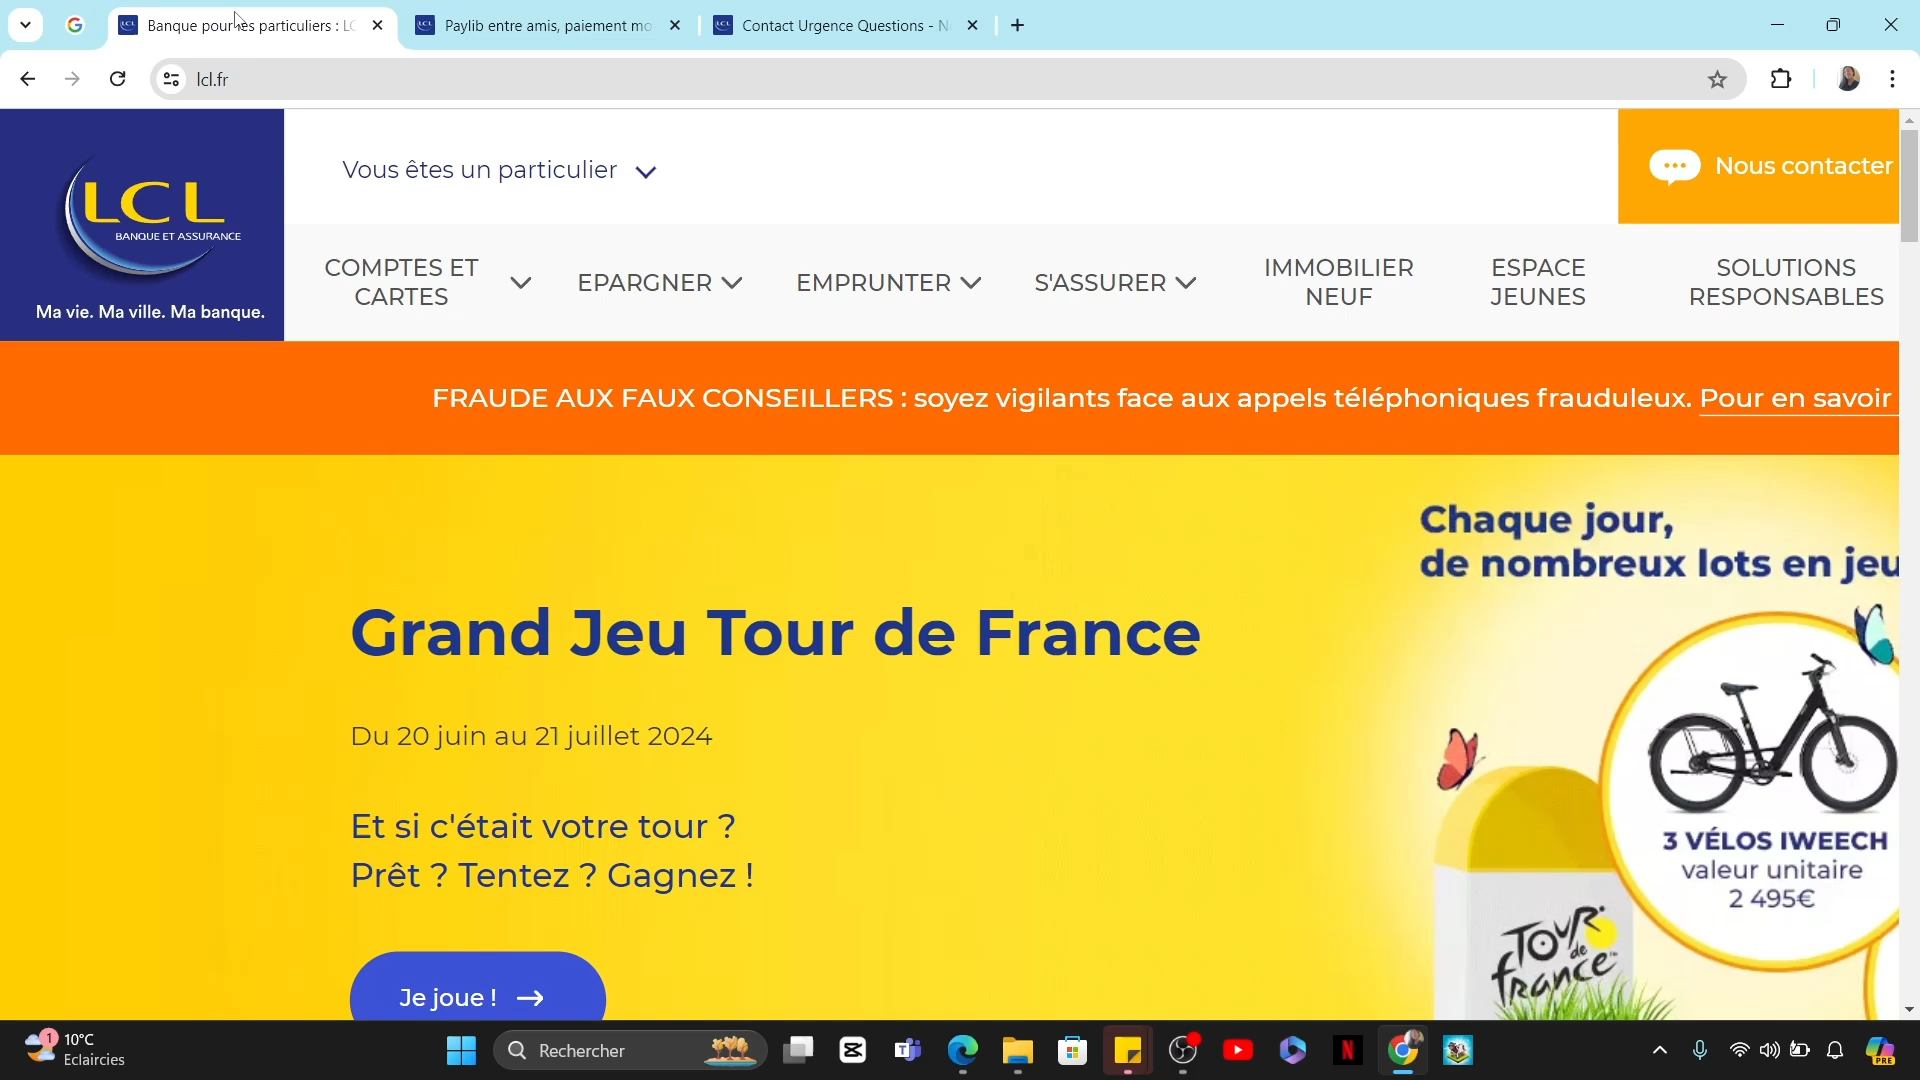 Banque pour les particuliers : LC
Paylib entre amis, paiement mo
Contact Urgence Questions - N
lcl.fr
LCL
BANQUE ET ASSURANCE
Ma vie. Ma ville. Ma banque.
Vous êtes un particulier
Nous contacter
COMPTES ET
CARTES
EPARGNER
EMPRUNTER
S'ASSURER
IMMOBILIER
NEUF
ESPACE
JEUNES
SOLUTIONS
RESPONSABLES
FRAUDE AUX FAUX CONSEILLERS : soyez vigilants face aux appels téléphoniques frauduleux. Pour en savoir
Chaque jour,
de nombreux lots en jeu
Grand Jeu Tour de France
Du 20 juin au 21 juillet 2024
Et si c'était votre tour ?
Prêt ? Tentez ? Gagnez !
Je joue !
3 VÉLOS IWEECH
valeur unitaire
2 495€
TOUR
de
france
1
10°C
Eclaircies
Rechercher
PRE